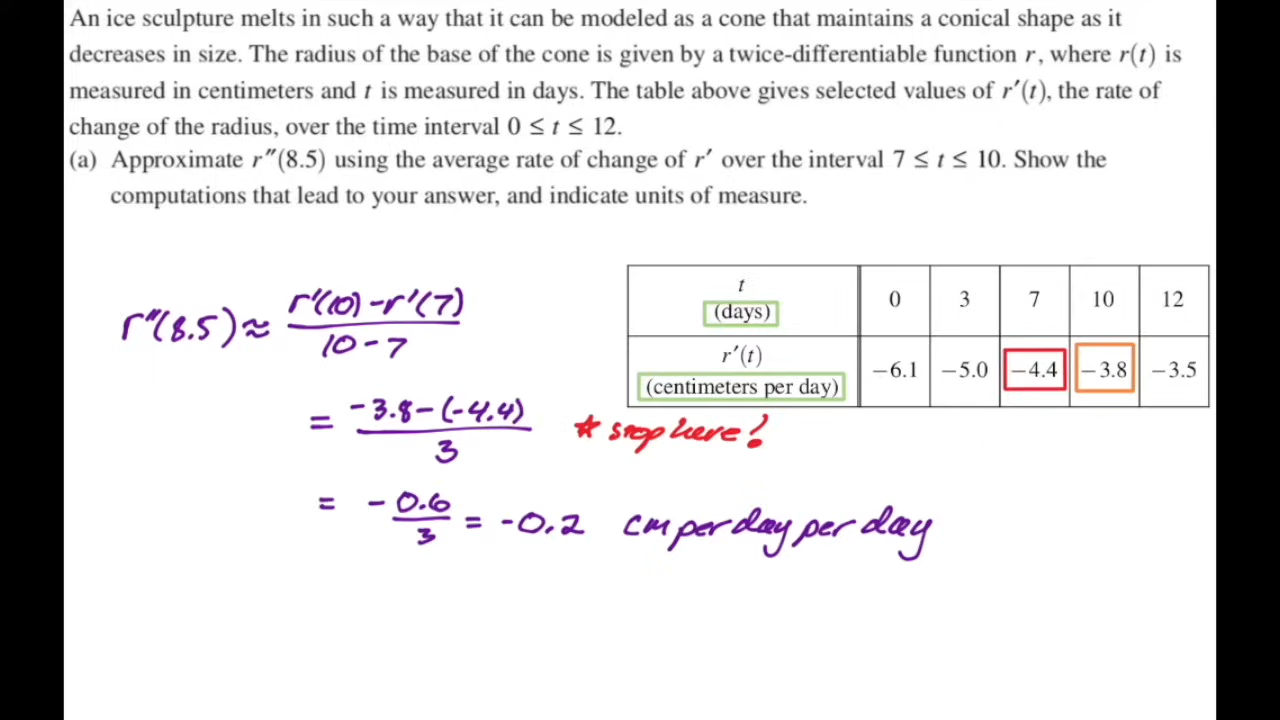 An ice sculpture melts in such a way that it can be modeled as a cone that maintains a conical shape as it
decreases in size. The radius of the base of the cone is given by a twice-differentiable function r, where r(t) is
measured in centimeters and t is measured in days. The table above gives selected values of r′(t), the rate of
change of the radius, over the time interval 0 ≤ t ≤ 12.
(a) Approximate r″(8.5) using the average rate of change of r′ over the interval 7 ≤ t ≤ 10. Show the
computations that lead to your answer, and indicate units of measure.
t (days) 0 3 7 10 12
r′(t) (centimeters per day) −6.1 −5.0 −4.4 −3.8 −3.5
r″(8.5) ≈ r′(10) - r′(7)
10 - 7
= -3.8 - (-4.4)
3
* stop here!
= -0.6
3
= -0.2 cm per day per day